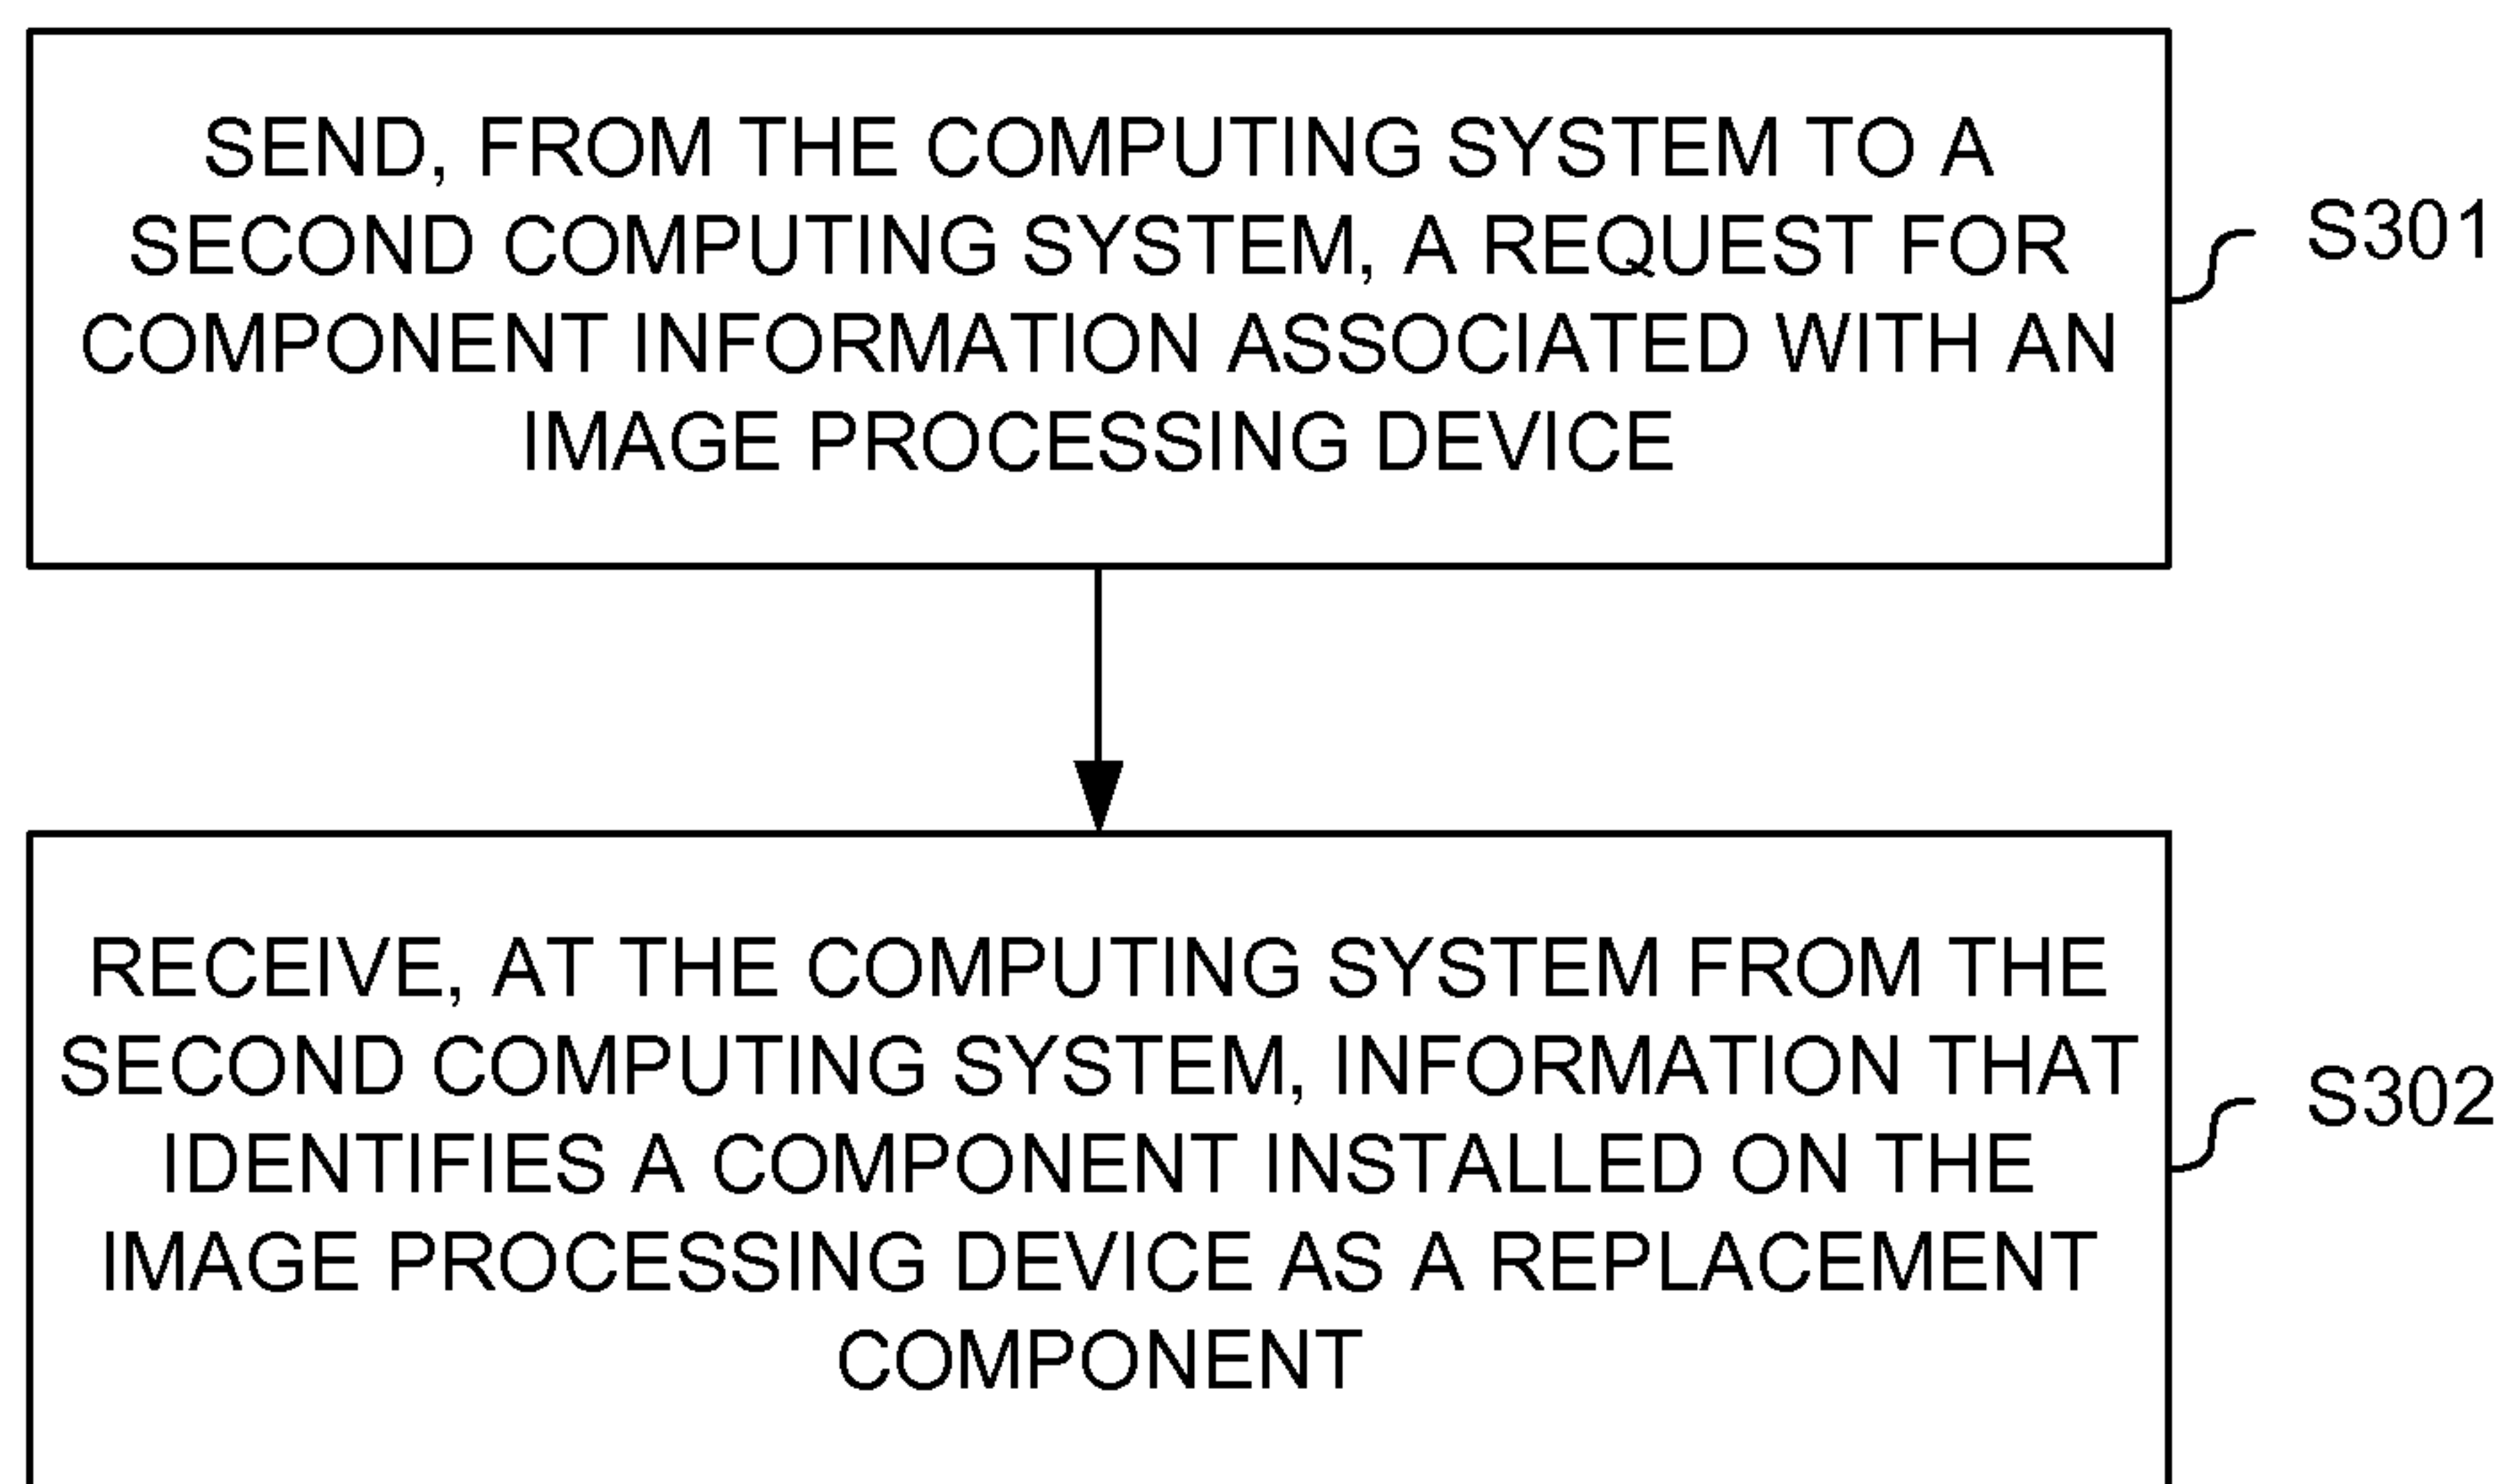 SEND, FROM THE COMPUTING SYSTEM TO A
SECOND COMPUTING SYSTEM, A REQUEST FOR
COMPONENT INFORMATION ASSOCIATED WITH AN
IMAGE PROCESSING DEVICE
S301
RECEIVE, AT THE COMPUTING SYSTEM FROM THE
SECOND COMPUTING SYSTEM, INFORMATION THAT
IDENTIFIES A COMPONENT INSTALLED ON THE
IMAGE PROCESSING DEVICE AS A REPLACEMENT
COMPONENT
S302